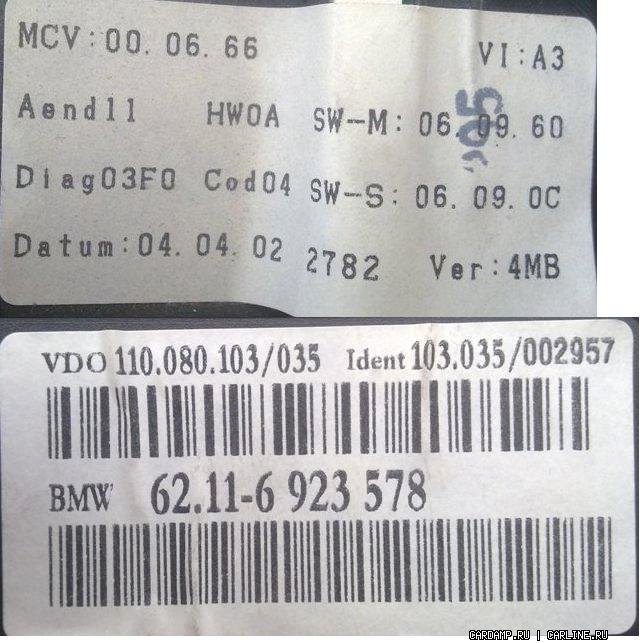 MCV:00.06.66 VI:A3
Aend11 HW0A SW-M:06.09.60
Diag03F0 Cod04 SW-S:06.09.0C
Datum:04.04.02 2782 Ver:4MB
VDO 110.080.103/035 Ident 103.035/002957
BMW 62.11-6 923 578
CARDAMP.RU | CARLINE.RU